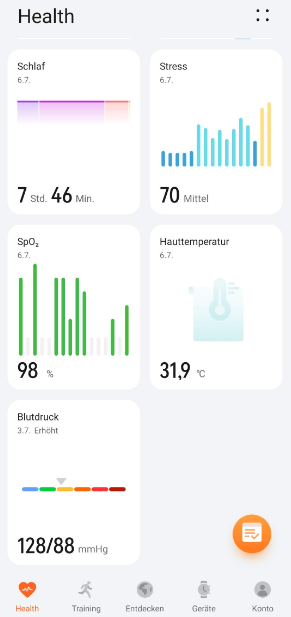 Health
Schlaf
6.7.
7 Std. 46 Min.
Stress
6.7.
70 Mittel
SpO₂
6.7.
98 %
Hauttemperatur
6.7.
31,9 °C
Blutdruck
3.7. Erhöht
128/88 mmHg
Health Training Entdecken Geräte Konto